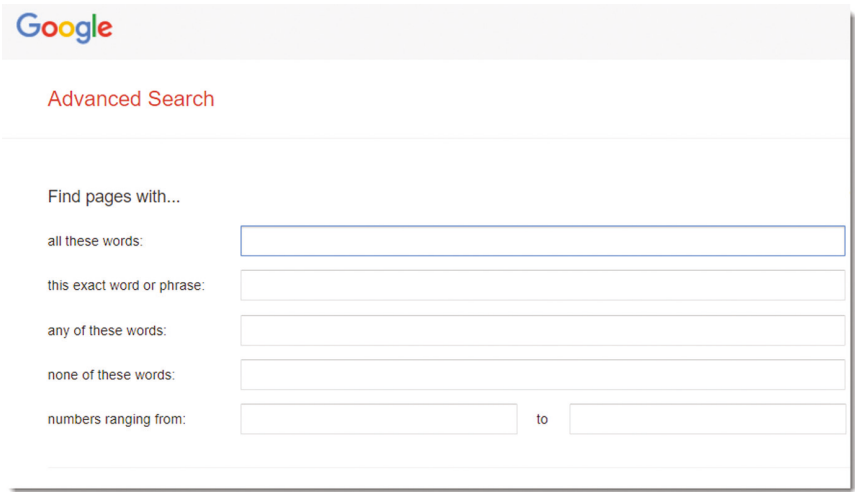 Google
Advanced Search
Find pages with...
all these words:
this exact word or phrase:
any of these words:
none of these words:
numbers ranging from: to